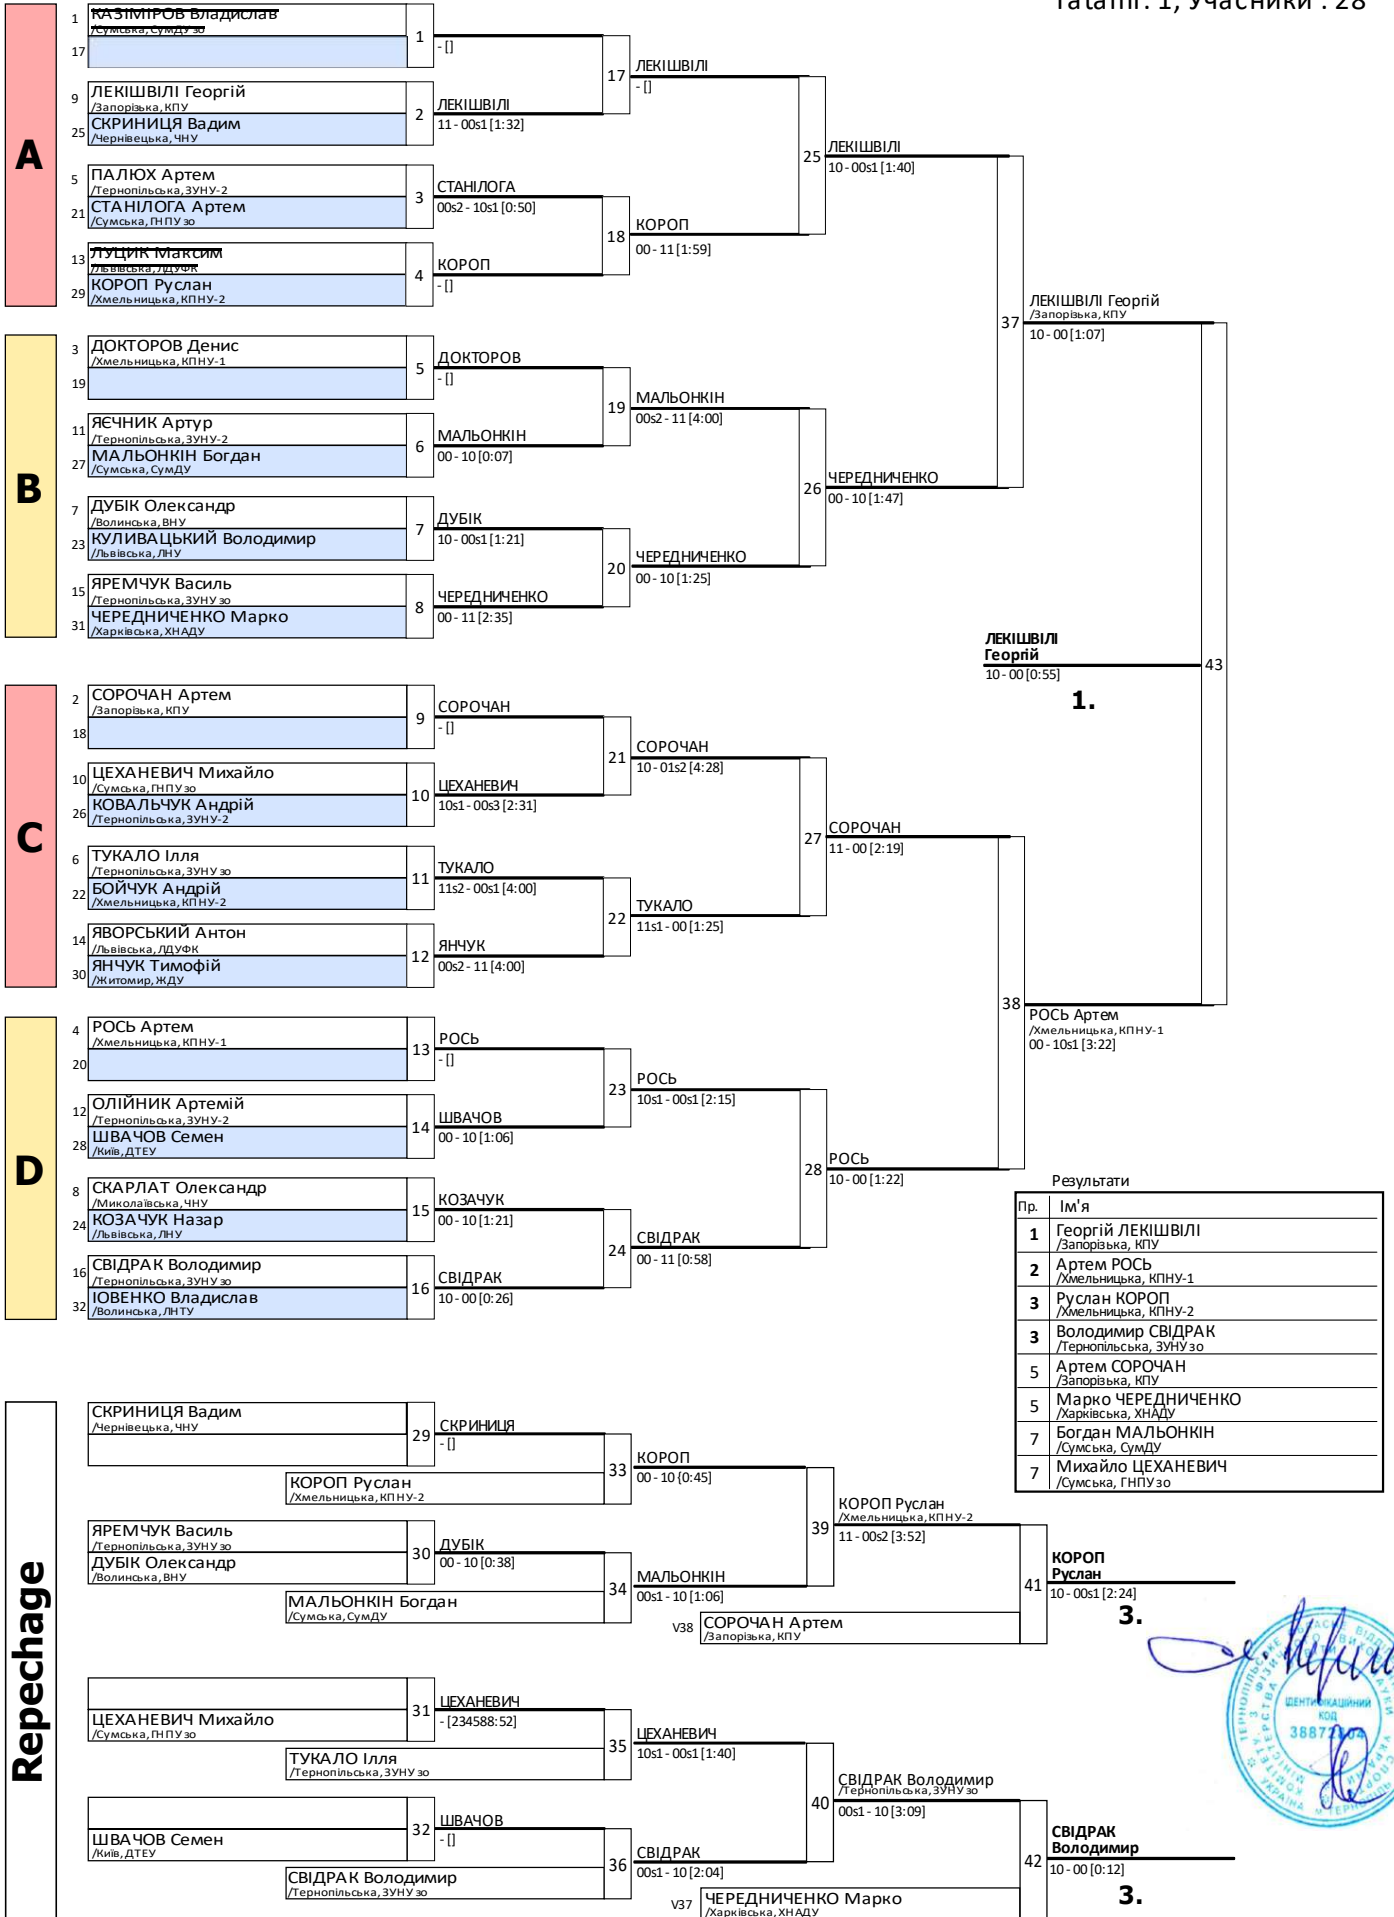 Tatami: 1, Учасники : 28
A
1 КАЗІМІРОВ Владислав
/Сумська, СумДУ зо
17
1
- []
9 ЛЕКІШВІЛІ Георгій
/Запорізька, КПУ
25 СКРИНИЦЯ Вадим
/Чернівецька, ЧНУ
2
ЛЕКІШВІЛІ
11 - 00s1 [1:32]
17
ЛЕКІШВІЛІ
- []
5 ПАЛЮХ Артем
/Тернопільська, ЗУНУ-2
21 СТАНІЛОГА Артем
/Сумська, ГНПУ зо
3
СТАНІЛОГА
00s2 - 10s1 [0:50]
13 ЛУЦИК Максим
/Львівська, ЛДУФК
29 КОРОП Руслан
/Хмельницька, КПНУ-2
4
КОРОП
- []
18
КОРОП
00 - 11 [1:59]
25
ЛЕКІШВІЛІ
10 - 00s1 [1:40]
B
3 ДОКТОРОВ Денис
/Хмельницька, КПНУ-1
19
5
ДОКТОРОВ
- []
11 ЯЄЧНИК Артур
/Тернопільська, ЗУНУ-2
27 МАЛЬОНКІН Богдан
/Сумська, СумДУ
6
МАЛЬОНКІН
00 - 10 [0:07]
19
МАЛЬОНКІН
00s2 - 11 [4:00]
7 ДУБІК Олександр
/Волинська, ВНУ
23 КУЛИВАЦЬКИЙ Володимир
/Львівська, ЛНУ
7
ДУБІК
10 - 00s1 [1:21]
15 ЯРЕМЧУК Василь
/Тернопільська, ЗУНУ зо
31 ЧЕРЕДНИЧЕНКО Марко
/Харківська, ХНАДУ
8
ЧЕРЕДНИЧЕНКО
00 - 11 [2:35]
20
ЧЕРЕДНИЧЕНКО
00 - 10 [1:25]
26
ЧЕРЕДНИЧЕНКО
00 - 10 [1:47]
37
ЛЕКІШВІЛІ Георгій
/Запорізька, КПУ
10 - 00 [1:07]
ЛЕКІШВІЛІ
Георгій
10 - 00 [0:55]
1.
43
C
2 СОРОЧАН Артем
/Запорізька, КПУ
18
9
СОРОЧАН
- []
10 ЦЕХАНЕВИЧ Михайло
/Сумська, ГНПУ зо
26 КОВАЛЬЧУК Андрій
/Тернопільська, ЗУНУ-2
10
ЦЕХАНЕВИЧ
10s1 - 00s3 [2:31]
21
СОРОЧАН
10 - 01s2 [4:28]
6 ТУКАЛО Ілля
/Тернопільська, ЗУНУ зо
22 БОЙЧУК Андрій
/Хмельницька, КПНУ-2
11
ТУКАЛО
11s2 - 00s1 [4:00]
14 ЯВОРСЬКИЙ Антон
/Львівська, ЛДУФК
30 ЯНЧУК Тимофій
/Житомир, ЖДУ
12
ЯНЧУК
00s2 - 11 [4:00]
22
ТУКАЛО
11s1 - 00 [1:25]
27
СОРОЧАН
11 - 00 [2:19]
D
4 РОСЬ Артем
/Хмельницька, КПНУ-1
20
13
РОСЬ
- []
12 ОЛІЙНИК Артемій
/Тернопільська, ЗУНУ-2
28 ШВАЧОВ Семен
/Київ, ДТЕУ
14
ШВАЧОВ
00 - 10 [1:06]
23
РОСЬ
10s1 - 00s1 [2:15]
8 СКАРЛАТ Олександр
/Миколаївська, ЧНУ
24 КОЗАЧУК Назар
/Львівська, ЛНУ
15
КОЗАЧУК
00 - 10 [1:21]
16 СВІДРАК Володимир
/Тернопільська, ЗУНУ зо
32 ІОВЕНКО Владислав
/Волинська, ЛНТУ
16
СВІДРАК
10 - 00 [0:26]
24
СВІДРАК
00 - 11 [0:58]
28
РОСЬ
10 - 00 [1:22]
38
РОСЬ Артем
/Хмельницька, КПНУ-1
00 - 10s1 [3:22]
Результати
Пр. Ім'я
1 Георгій ЛЕКІШВІЛІ
/Запорізька, КПУ
2 Артем РОСЬ
/Хмельницька, КПНУ-1
3 Руслан КОРОП
/Хмельницька, КПНУ-2
3 Володимир СВІДРАК
/Тернопільська, ЗУНУ зо
5 Артем СОРОЧАН
/Запорізька, КПУ
5 Марко ЧЕРЕДНИЧЕНКО
/Харківська, ХНАДУ
7 Богдан МАЛЬОНКІН
/Сумська, СумДУ
7 Михайло ЦЕХАНЕВИЧ
/Сумська, ГНПУ зо
Repechage
СКРИНИЦЯ Вадим
/Чернівецька, ЧНУ
29
СКРИНИЦЯ
- []
КОРОП Руслан
/Хмельницька, КПНУ-2
33
КОРОП
00 - 10 {0:45]
ЯРЕМЧУК Василь
/Тернопільська, ЗУНУ зо
ДУБІК Олександр
/Волинська, ВНУ
30
ДУБІК
00 - 10 [0:38]
МАЛЬОНКІН Богдан
/Сумська, СумДУ
34
МАЛЬОНКІН
00s1 - 10 [1:06]
39
КОРОП Руслан
/Хмельницька, КПНУ-2
11 - 00s2 [3:52]
V38 СОРОЧАН Артем
/Запорізька, КПУ
41
КОРОП
Руслан
10 - 00s1 [2:24]
3.
ЦЕХАНЕВИЧ Михайло
/Сумська, ГНПУ зо
31
ЦЕХАНЕВИЧ
- [234588:52]
ТУКАЛО Ілля
/Тернопільська, ЗУНУ зо
35
ЦЕХАНЕВИЧ
10s1 - 00s1 [1:40]
ШВАЧОВ Семен
/Київ, ДТЕУ
32
ШВАЧОВ
- []
СВІДРАК Володимир
/Тернопільська, ЗУНУ зо
36
СВІДРАК
00s1 - 10 [2:04]
40
СВІДРАК Володимир
/Тернопільська, ЗУНУ зо
00s1 - 10 [3:09]
V37 ЧЕРЕДНИЧЕНКО Марко
/Харківська, ХНАДУ
42
СВІДРАК
Володимир
10 - 00 [0:12]
3.
ІДЕНТИФІКАЦІЙНИЙ
КОД